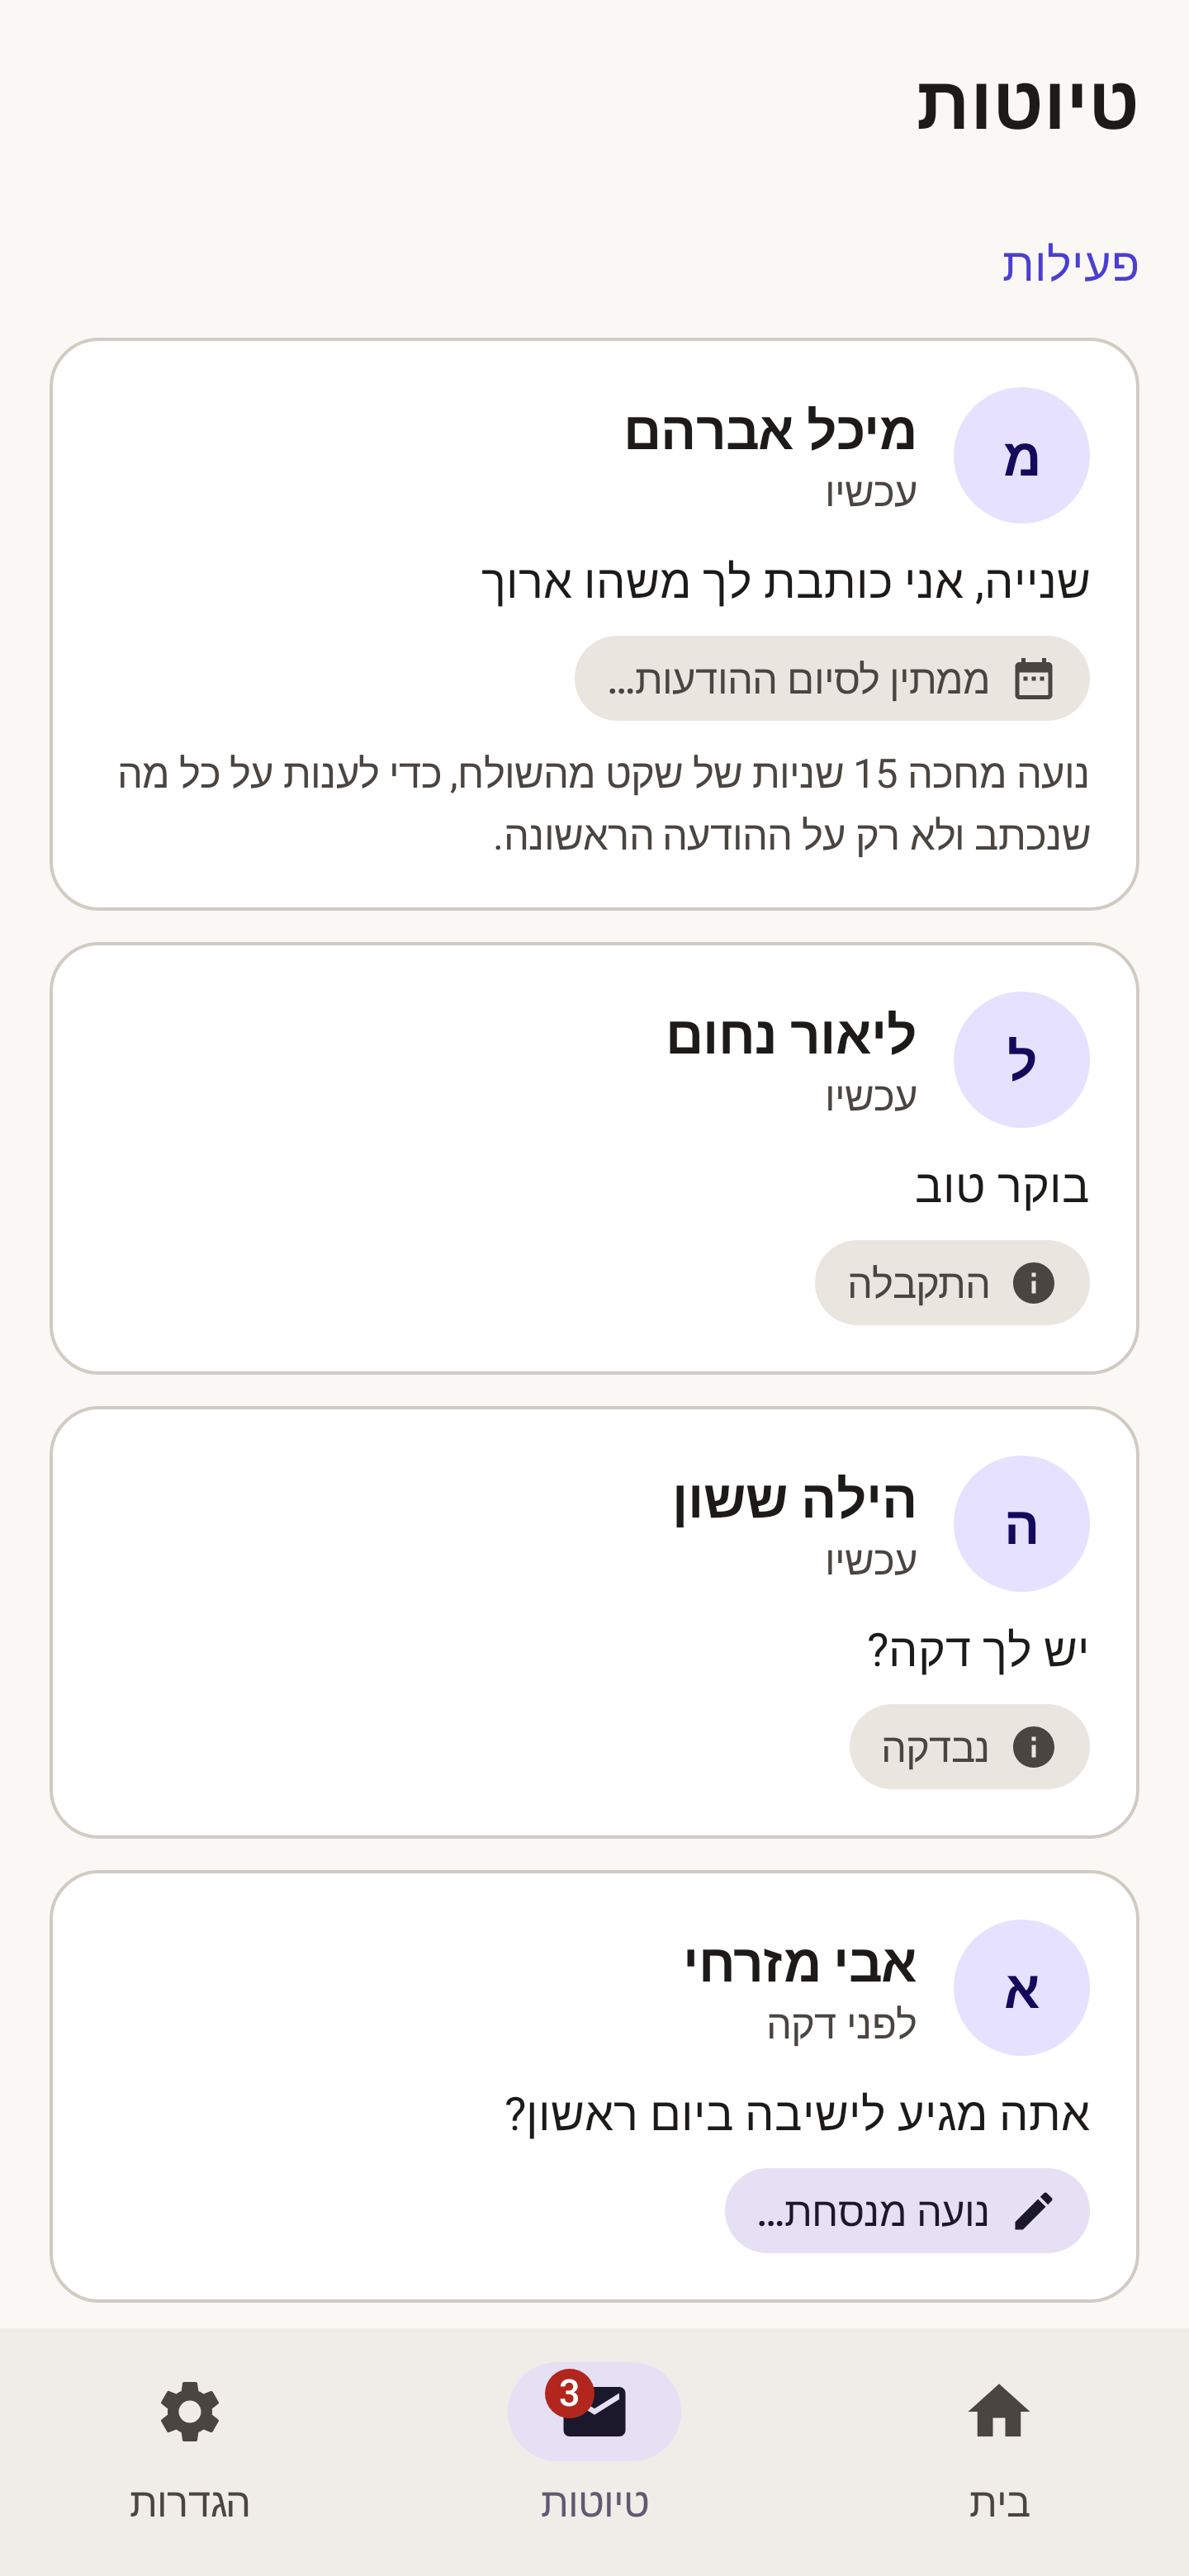 טיוטות
פעילות
מ
מיכל אברהם
עכשיו
שנייה, אני כותבת לך משהו ארוך
ממתין לסיום ההודעות...
נועה מחכה 15 שניות של שקט מהשולח, כדי לענות על כל מה
שנכתב ולא רק על ההודעה הראשונה.
ל
ליאור נחום
עכשיו
בוקר טוב
התקבלה
ה
הילה ששון
עכשיו
יש לך דקה?
נבדקה
א
אבי מזרחי
לפני דקה
אתה מגיע לישיבה ביום ראשון?
נועה מנסחת...
3
בית
טיוטות
הגדרות